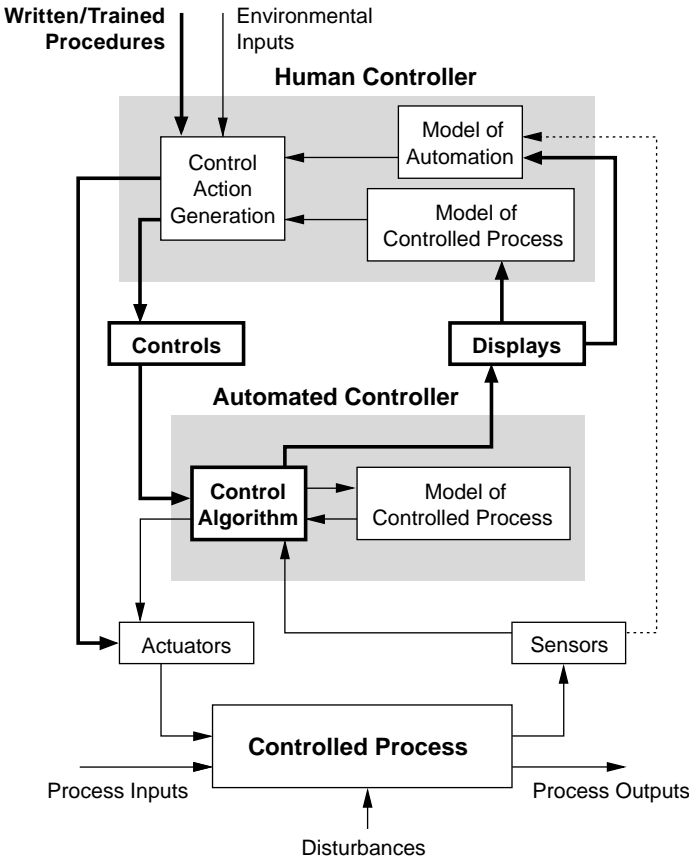 Written/Trained
Procedures
Environmental
Inputs
Human Controller
Control
Action
Generation
Model of
Automation
Model of
Controlled Process
Controls
Displays
Automated Controller
Control
Algorithm
Model of
Controlled Process
Actuators
Sensors
Controlled Process
Process Inputs
Process Outputs
Disturbances